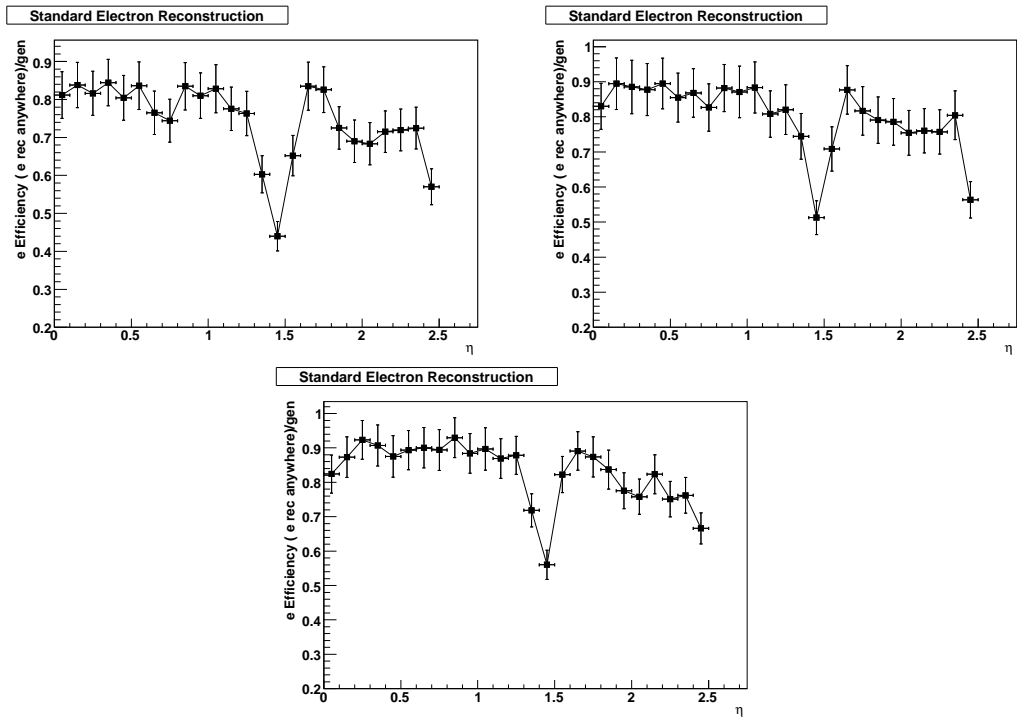 Standard Electron Reconstruction
e Efficiency ( e rec anywhere)/gen
0.9
0.8
0.7
0.6
0.5
0.4
0.3
0.2
0 0.5 1 1.5 2 2.5
η
Standard Electron Reconstruction
e Efficiency ( e rec anywhere)/gen
1
0.9
0.8
0.7
0.6
0.5
0.4
0.3
0.2
0 0.5 1 1.5 2 2.5
η
Standard Electron Reconstruction
e Efficiency ( e rec anywhere)/gen
1
0.9
0.8
0.7
0.6
0.5
0.4
0.3
0.2
0 0.5 1 1.5 2 2.5
η